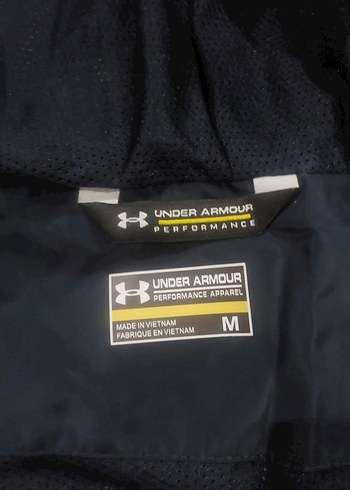 UNDER ARMOUR
PERFORMANCE
UNDER ARMOUR
PERFORMANCE APPAREL
MADE IN VIETNAM
FABRIQUE EN VIETNAM
M